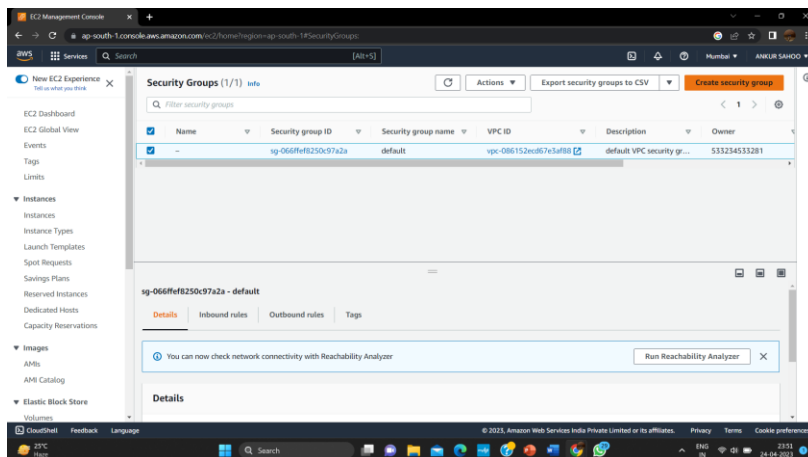 EC2 Management Console
ap-south-1.console.aws.amazon.com/ec2/home?region=ap-south-1#SecurityGroups:
aws
Services
Search
[Alt+S]
Mumbai
ANKUR SAHOO
New EC2 Experience
Tell us what you think
EC2 Dashboard
EC2 Global View
Events
Tags
Limits
Instances
Instances
Instance Types
Launch Templates
Spot Requests
Savings Plans
Reserved Instances
Dedicated Hosts
Capacity Reservations
Images
AMIs
AMI Catalog
Elastic Block Store
Volumes
Security Groups (1/1) Info
Actions
Export security groups to CSV
Create security group
Filter security groups
1
Name Security group ID Security group name VPC ID Description Owner
– sg-066ffef8250c97a2a default vpc-086152ecd67e3af88 default VPC security gr... 533234533281
sg-066ffef8250c97a2a - default
Details Inbound rules Outbound rules Tags
You can now check network connectivity with Reachability Analyzer
Run Reachability Analyzer
Details
CloudShell Feedback Language
© 2023, Amazon Web Services India Private Limited or its affiliates. Privacy Terms Cookie preferences
25°C
Haze
Search
ENG
IN
23:51
24-04-2023